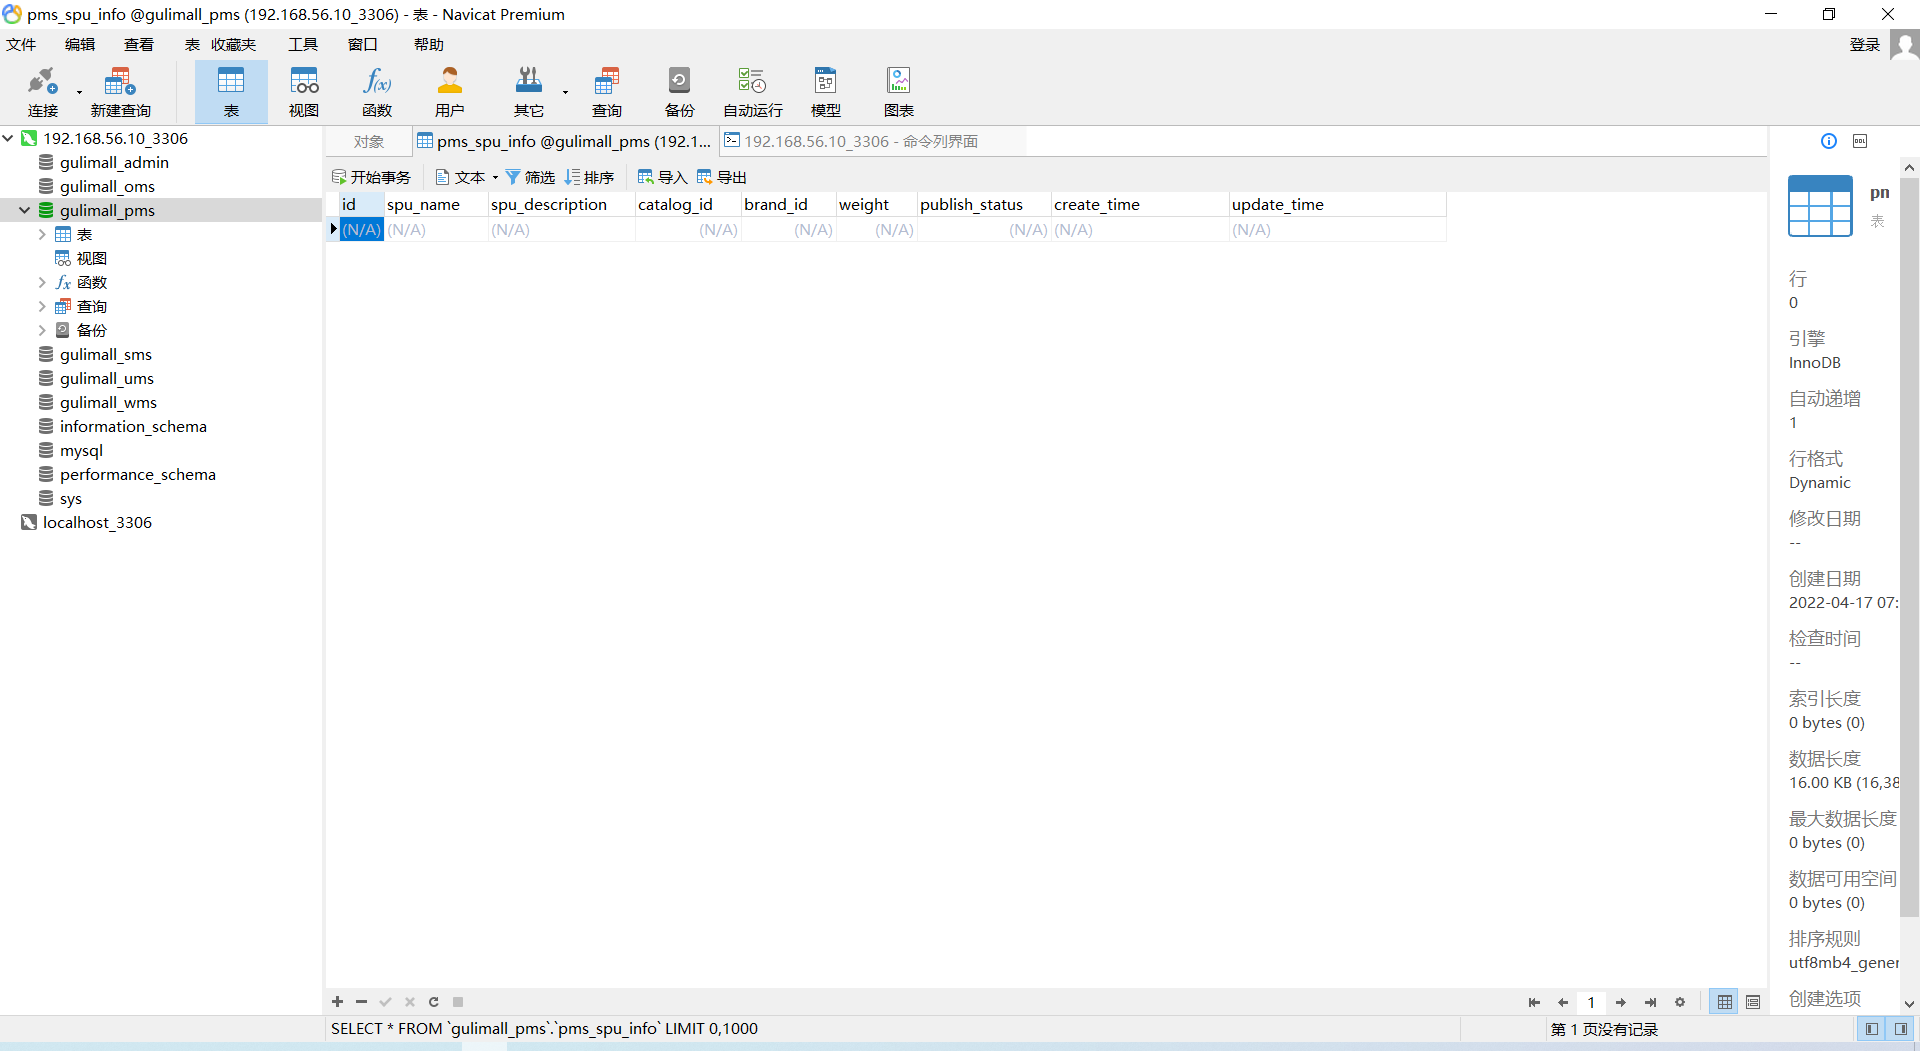 pms_spu_info @gulimall_pms (192.168.56.10_3306) - 表 - Navicat Premium
文件 编辑 查看 表 收藏夹 工具 窗口 帮助 登录
连接 新建查询 表 视图 函数 用户 其它 查询 备份 自动运行 模型 图表
192.168.56.10_3306
gulimall_admin
gulimall_oms
gulimall_pms
表
视图
函数
查询
备份
gulimall_sms
gulimall_ums
gulimall_wms
information_schema
mysql
performance_schema
sys
localhost_3306
对象 pms_spu_info @gulimall_pms (192.1... 192.168.56.10_3306 - 命令列界面
开始事务 文本 筛选 排序 导入 导出
id spu_name spu_description catalog_id brand_id weight publish_status create_time update_time
(N/A) (N/A) (N/A) (N/A) (N/A) (N/A) (N/A) (N/A) (N/A)
1
SELECT * FROM `gulimall_pms`.`pms_spu_info` LIMIT 0,1000
第 1 页没有记录
DDL
pn
表
行
0
引擎
InnoDB
自动递增
1
行格式
Dynamic
修改日期
--
创建日期
2022-04-17 07:
检查时间
--
索引长度
0 bytes (0)
数据长度
16.00 KB (16,38
最大数据长度
0 bytes (0)
数据可用空间
0 bytes (0)
排序规则
utf8mb4_gener
创建选项